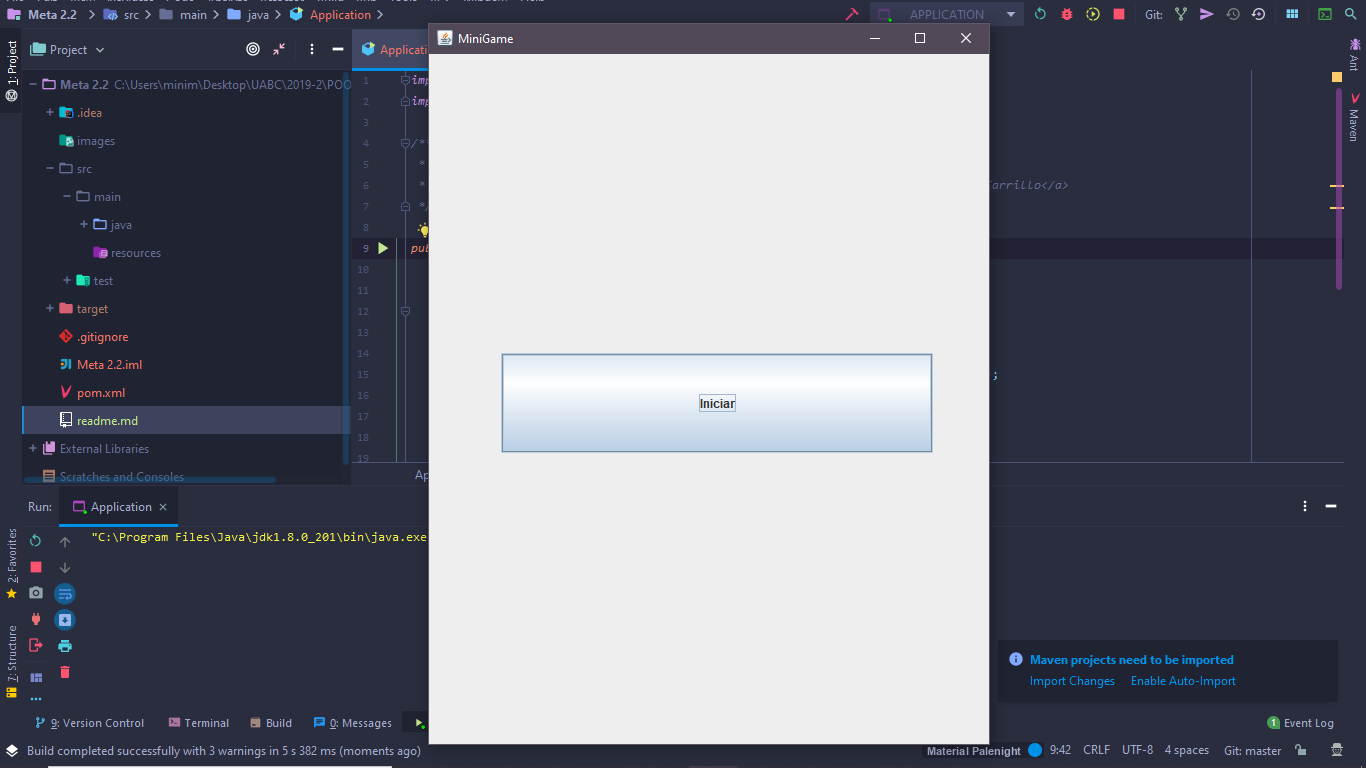 Meta 2.2 src main java Application
APPLICATION
Git:
MiniGame
1: Project
Project
Applicati
Ant
Maven
Meta 2.2 C:\Users\minim\Desktop\UABC\2019-2\POO
.idea
images
src
main
java
resources
test
target
.gitignore
Meta 2.2.iml
pom.xml
readme.md
External Libraries
Scratches and Consoles
1 imp
2 imp
3
4 /**
5 *
6 * Carrillo</a>
7 */
8
9 pub
10
11
12
13
14
15 ;
16
17
18
19
Ap
Iniciar
Run: Application
"C:\Program Files\Java\jdk1.8.0_201\bin\java.exe
2: Favorites
7: Structure
Maven projects need to be imported
Import Changes Enable Auto-Import
9: Version Control Terminal Build 0: Messages
1 Event Log
Build completed successfully with 3 warnings in 5 s 382 ms (moments ago)
Material Palenight 9:42 CRLF UTF-8 4 spaces Git: master